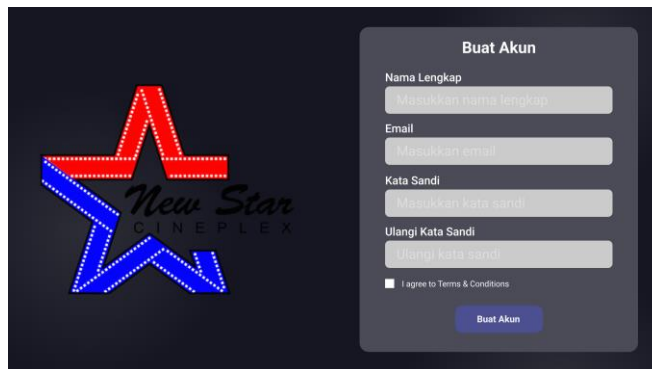 New Star
CINEPLEX
Buat Akun
Nama Lengkap
Masukkan nama lengkap
Email
Masukkan email
Kata Sandi
Masukkan kata sandi
Ulangi Kata Sandi
Ulangi kata sandi
I agree to Terms & Conditions
Buat Akun